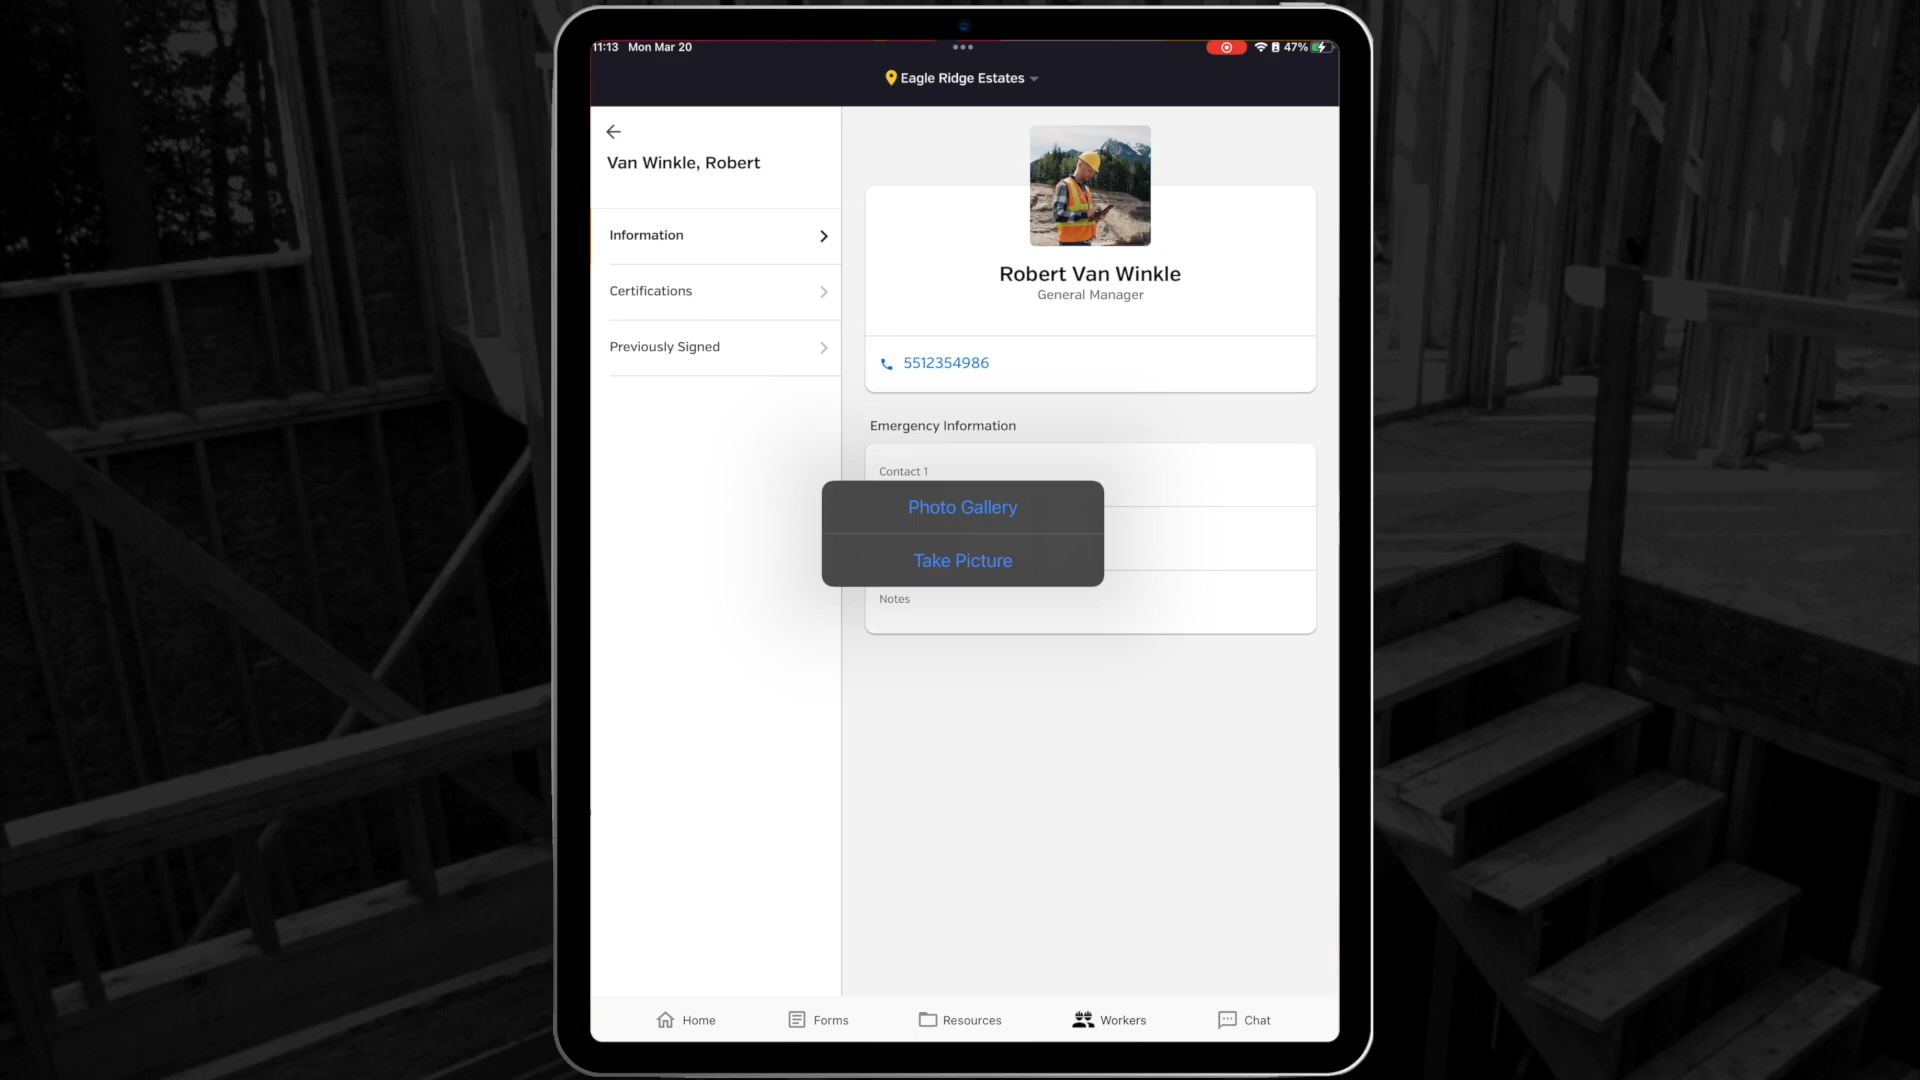 11:13 Mon Mar 20
47%
Eagle Ridge Estates
Van Winkle, Robert
Information
Certifications
Previously Signed
Robert Van Winkle
General Manager
5512354986
Emergency Information
Contact 1
Photo Gallery
Take Picture
Notes
Home
Forms
Resources
Workers
Chat